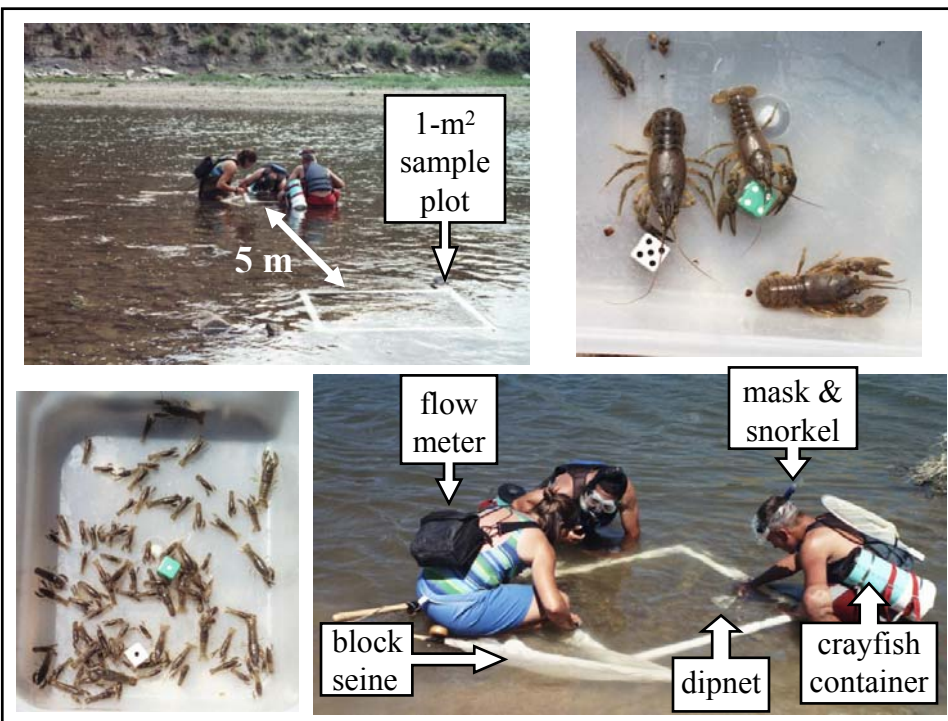 1-m²
sample
plot
5 m
flow
meter
mask &
snorkel
block
seine
dipnet
crayfish
container